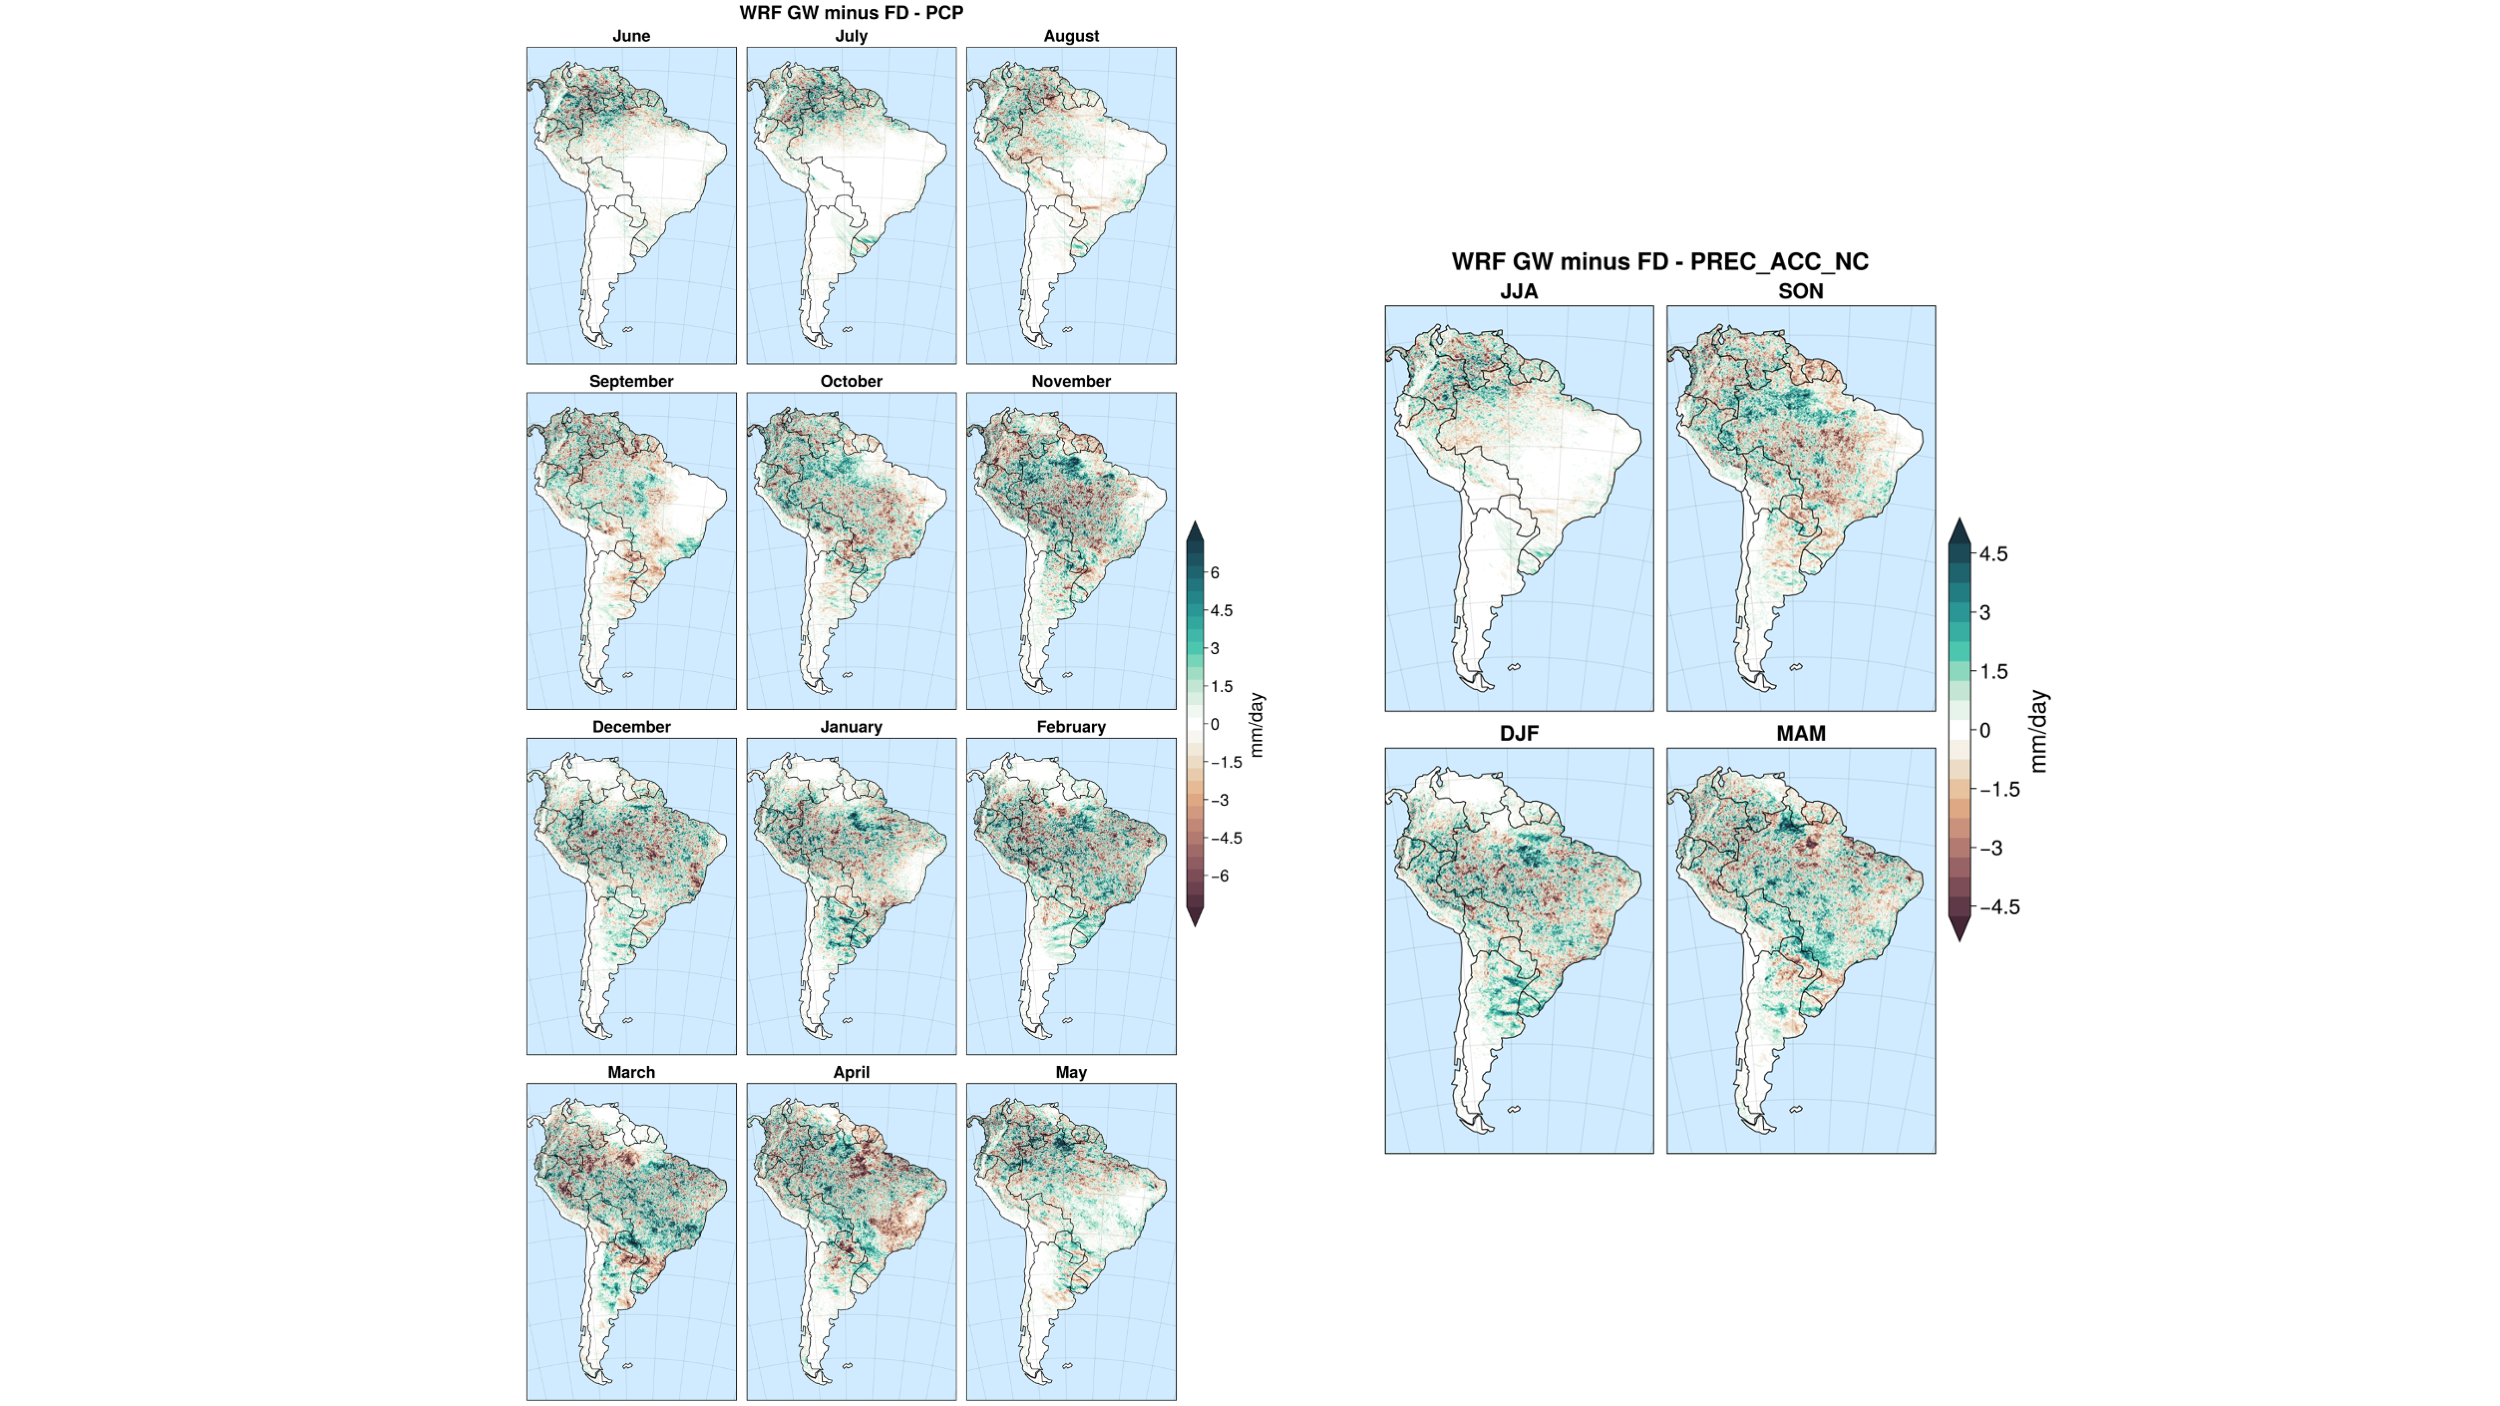 WRF GW minus FD - PCP
June
July
August
September
October
November
December
January
February
March
April
May
6
4.5
3
1.5
0
−1.5
−3
−4.5
−6
mm/day
WRF GW minus FD - PREC_ACC_NC
JJA
SON
DJF
MAM
4.5
3
1.5
0
−1.5
−3
−4.5
mm/day